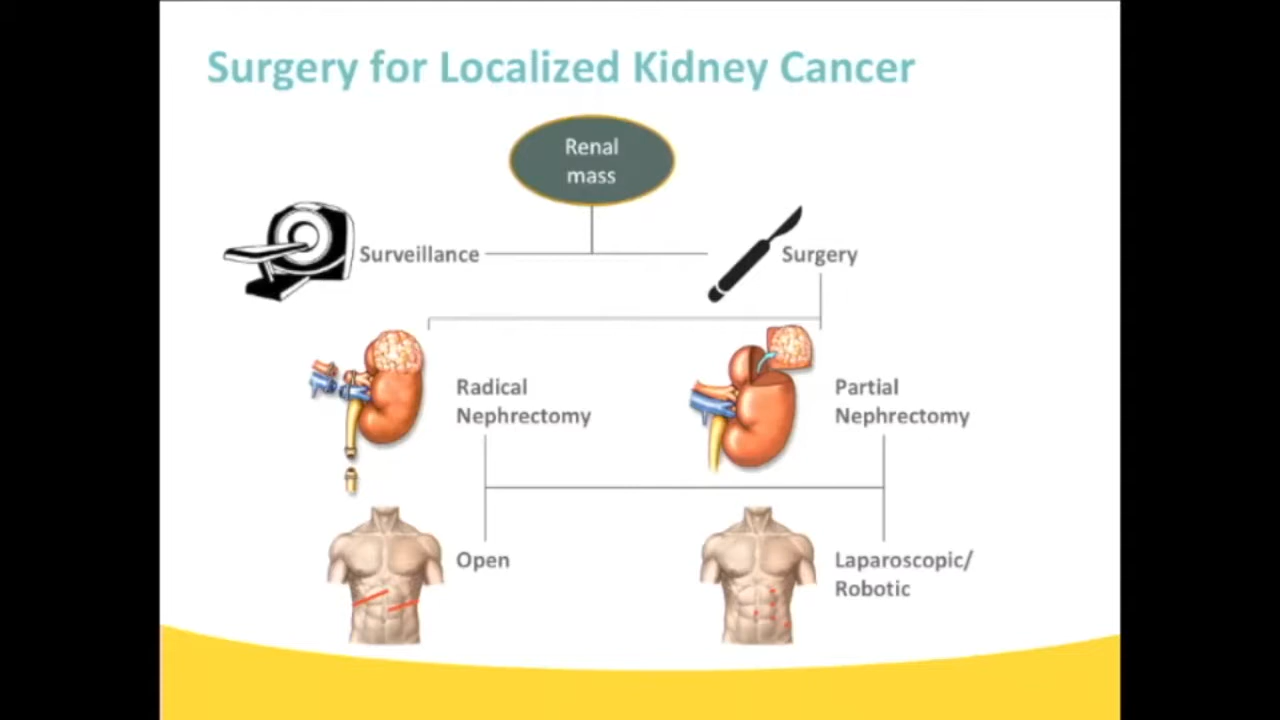 Surgery for Localized Kidney Cancer
Renal
mass
Surveillance
Surgery
Radical
Nephrectomy
Partial
Nephrectomy
Open
Laparoscopic/
Robotic